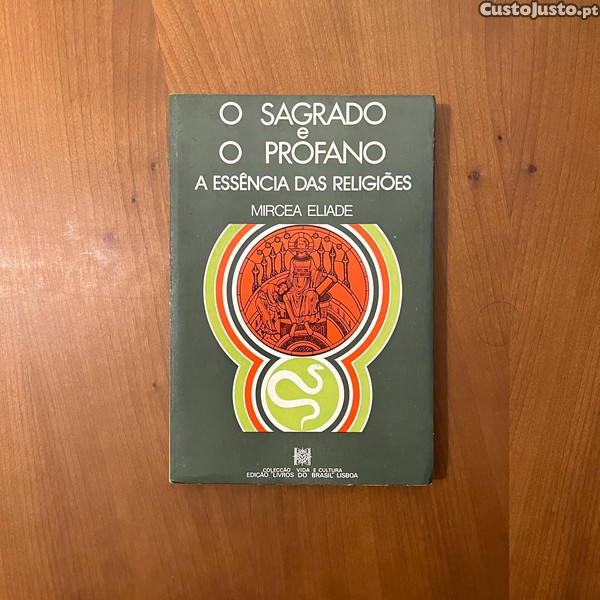 CustoJusto.pt
O SAGRADO
e
O PROFANO
A ESSÊNCIA DAS RELIGIÕES
MIRCEA ELIADE
COLECÇÃO VIDA E CULTURA
EDIÇÃO "LIVROS DO BRASIL" LISBOA